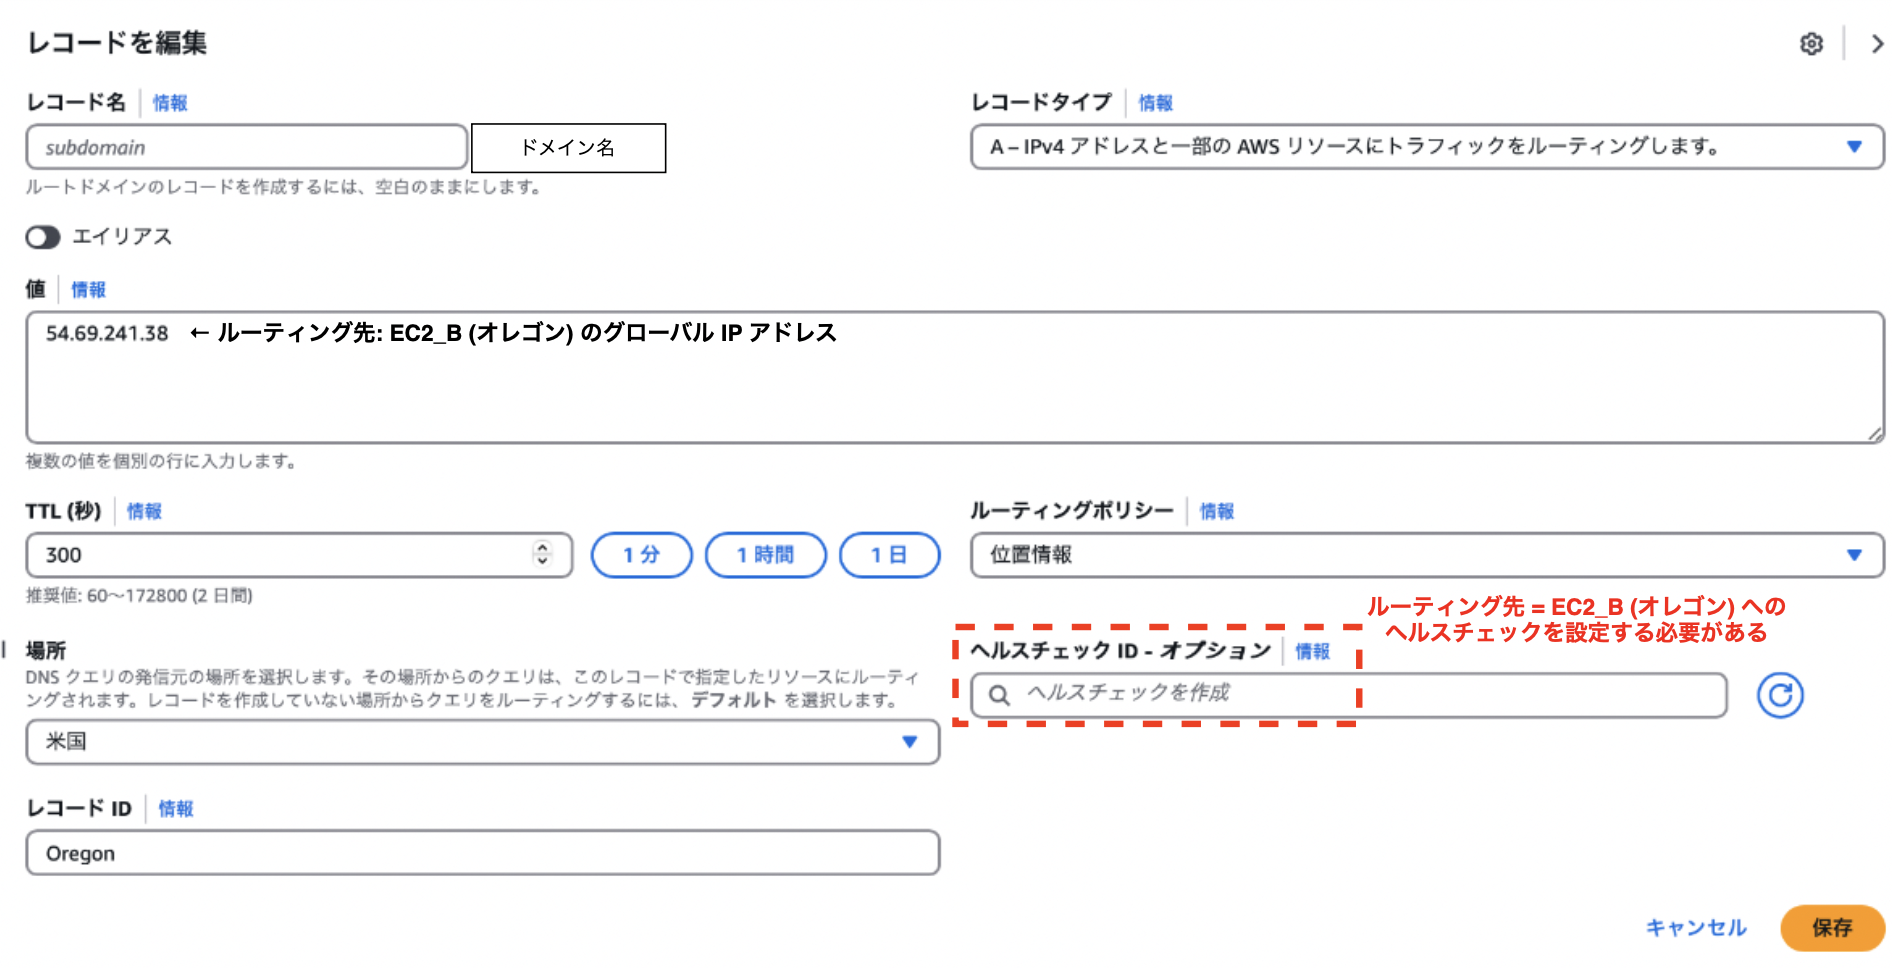 レコードを編集
レコード名 情報
subdomain
ドメイン名
ルートドメインのレコードを作成するには、空白のままにします。
レコードタイプ 情報
A – IPv4 アドレスと一部の AWS リソースにトラフィックをルーティングします。
エイリアス
値 情報
54.69.241.38 ← ルーティング先: EC2_B (オレゴン) のグローバル IP アドレス
複数の値を個別の行に入力します。
TTL (秒) 情報
300
1 分 1 時間 1 日
推奨値: 60〜172800 (2 日間)
ルーティングポリシー 情報
位置情報
場所
DNS クエリの発信元の場所を選択します。その場所からのクエリは、このレコードで指定したリソースにルーティ
ングされます。レコードを作成していない場所からクエリをルーティングするには、デフォルト を選択します。
米国
ルーティング先 = EC2_B (オレゴン) への
ヘルスチェックを設定する必要がある
ヘルスチェック ID - オプション 情報
ヘルスチェックを作成
レコード ID 情報
Oregon
キャンセル 保存